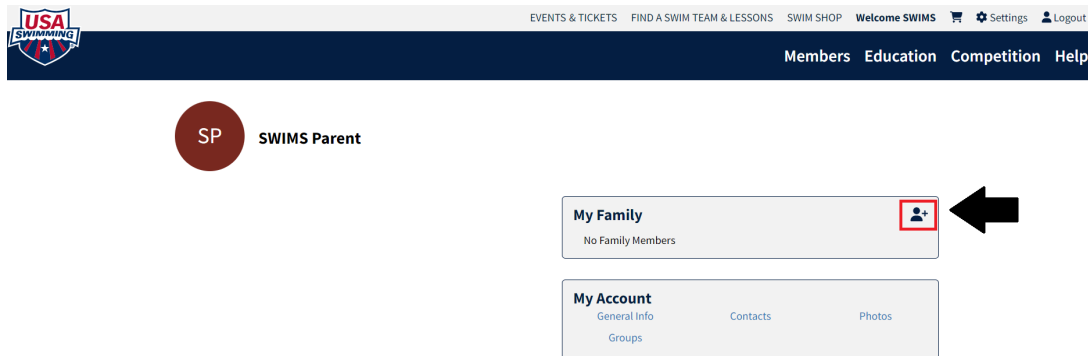 USA
SWIMMING
EVENTS & TICKETS FIND A SWIM TEAM & LESSONS SWIM SHOP Welcome SWIMS Settings Logout
Members Education Competition Help
SP
SWIMS Parent
My Family
No Family Members
My Account
General Info Contacts Photos
Groups